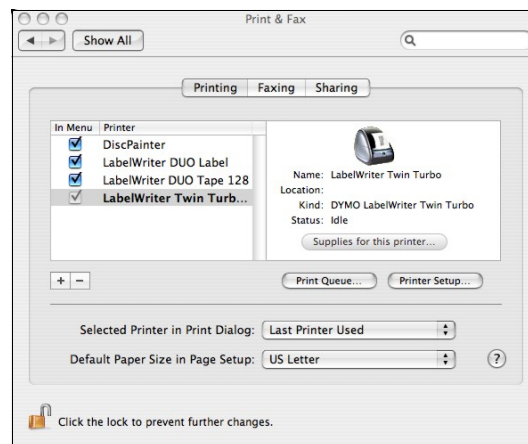 Print & Fax
Show All
Printing Faxing Sharing
In Menu Printer
DiscPainter
LabelWriter DUO Label
LabelWriter DUO Tape 128
LabelWriter Twin Turb...
Name: LabelWriter Twin Turbo
Location:
Kind: DYMO LabelWriter Twin Turbo
Status: Idle
Supplies for this printer...
+ −
Print Queue... Printer Setup...
Selected Printer in Print Dialog: Last Printer Used
Default Paper Size in Page Setup: US Letter ?
Click the lock to prevent further changes.